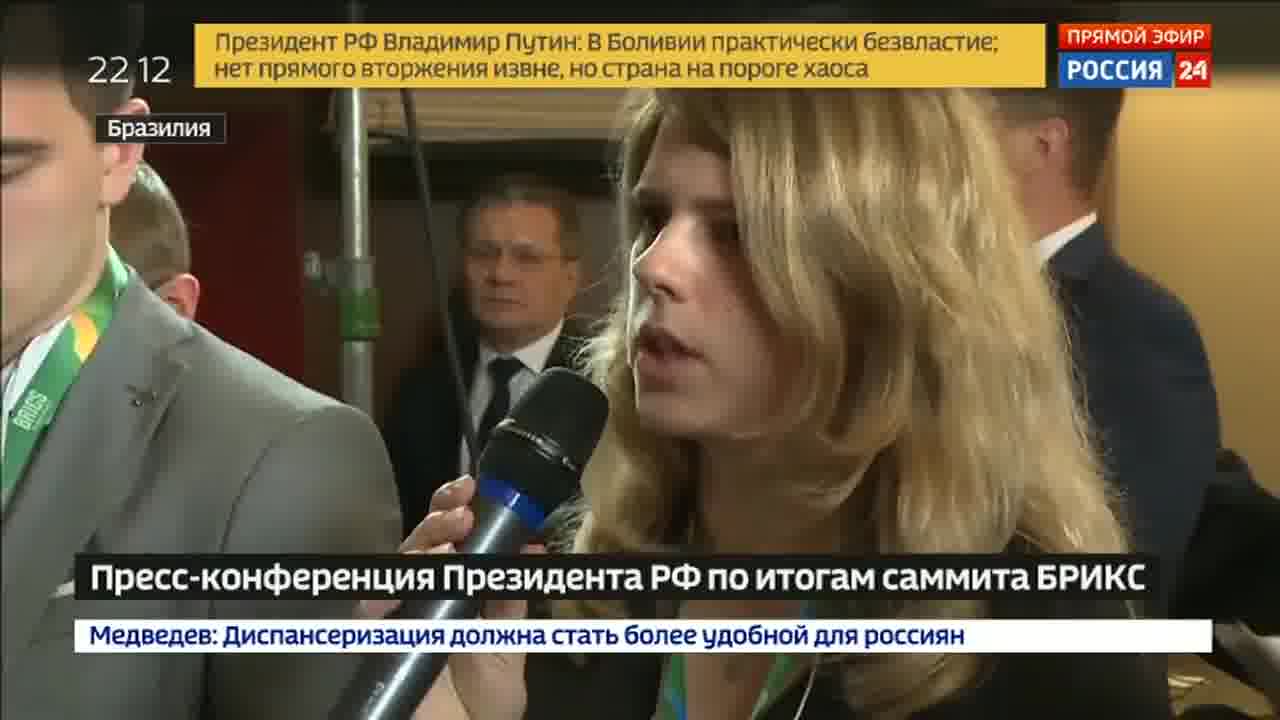 22 12
Президент РФ Владимир Путин: В Боливии практически безвластие;
нет прямого вторжения извне, но страна на пороге хаоса
ПРЯМОЙ ЭФИР
РОССИЯ 24
Бразилия
BRICS
Пресс-конференция Президента РФ по итогам саммита БРИКС
Медведев: Диспансеризация должна стать более удобной для россиян